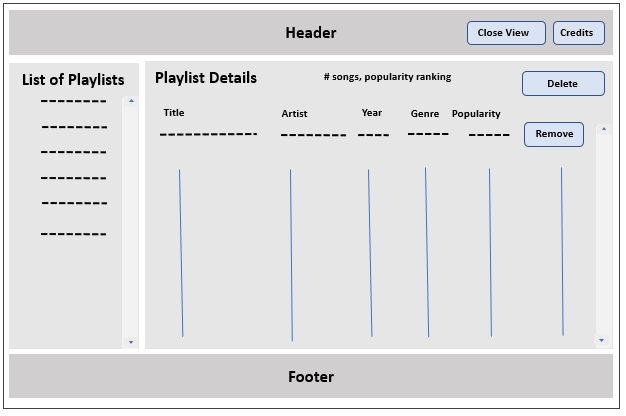 Header
Close View
Credits
List of Playlists
Playlist Details
# songs, popularity ranking
Delete
Title Artist Year Genre Popularity
Remove
Footer